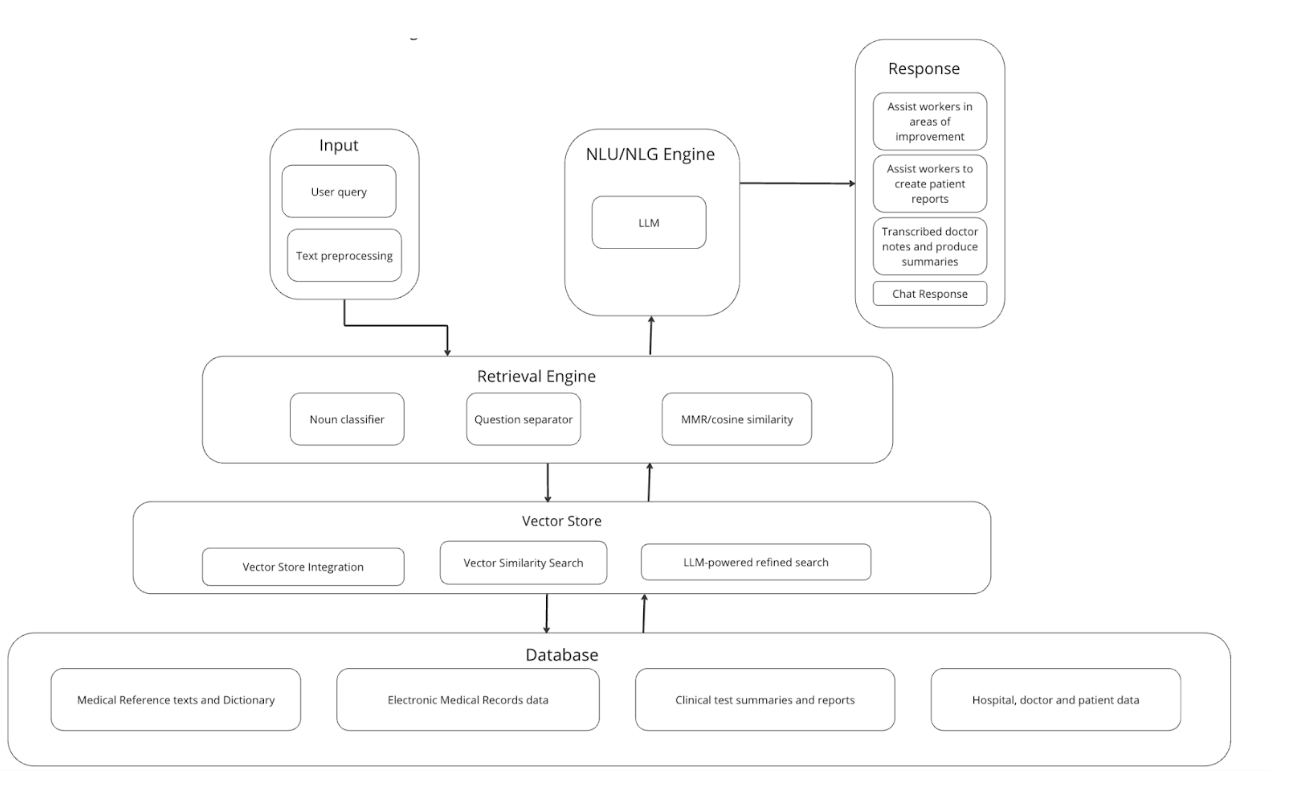 Response
Assist workers in
areas of
improvement
Input
NLU/NLG Engine
User query
Assist workers to
create patient
reports
LLM
Transcribed doctor
notes and produce
summaries
Text preprocessing
Chat Response
Retrieval Engine
Noun classifier
Question separator
MMR/cosine similarity
Vector Store
Vector Store Integration
Vector Similarity Search
LLM-powered refined search
Database
Medical Reference texts and Dictionary
Electronic Medical Records data
Clinical test summaries and reports
Hospital, doctor and patient data